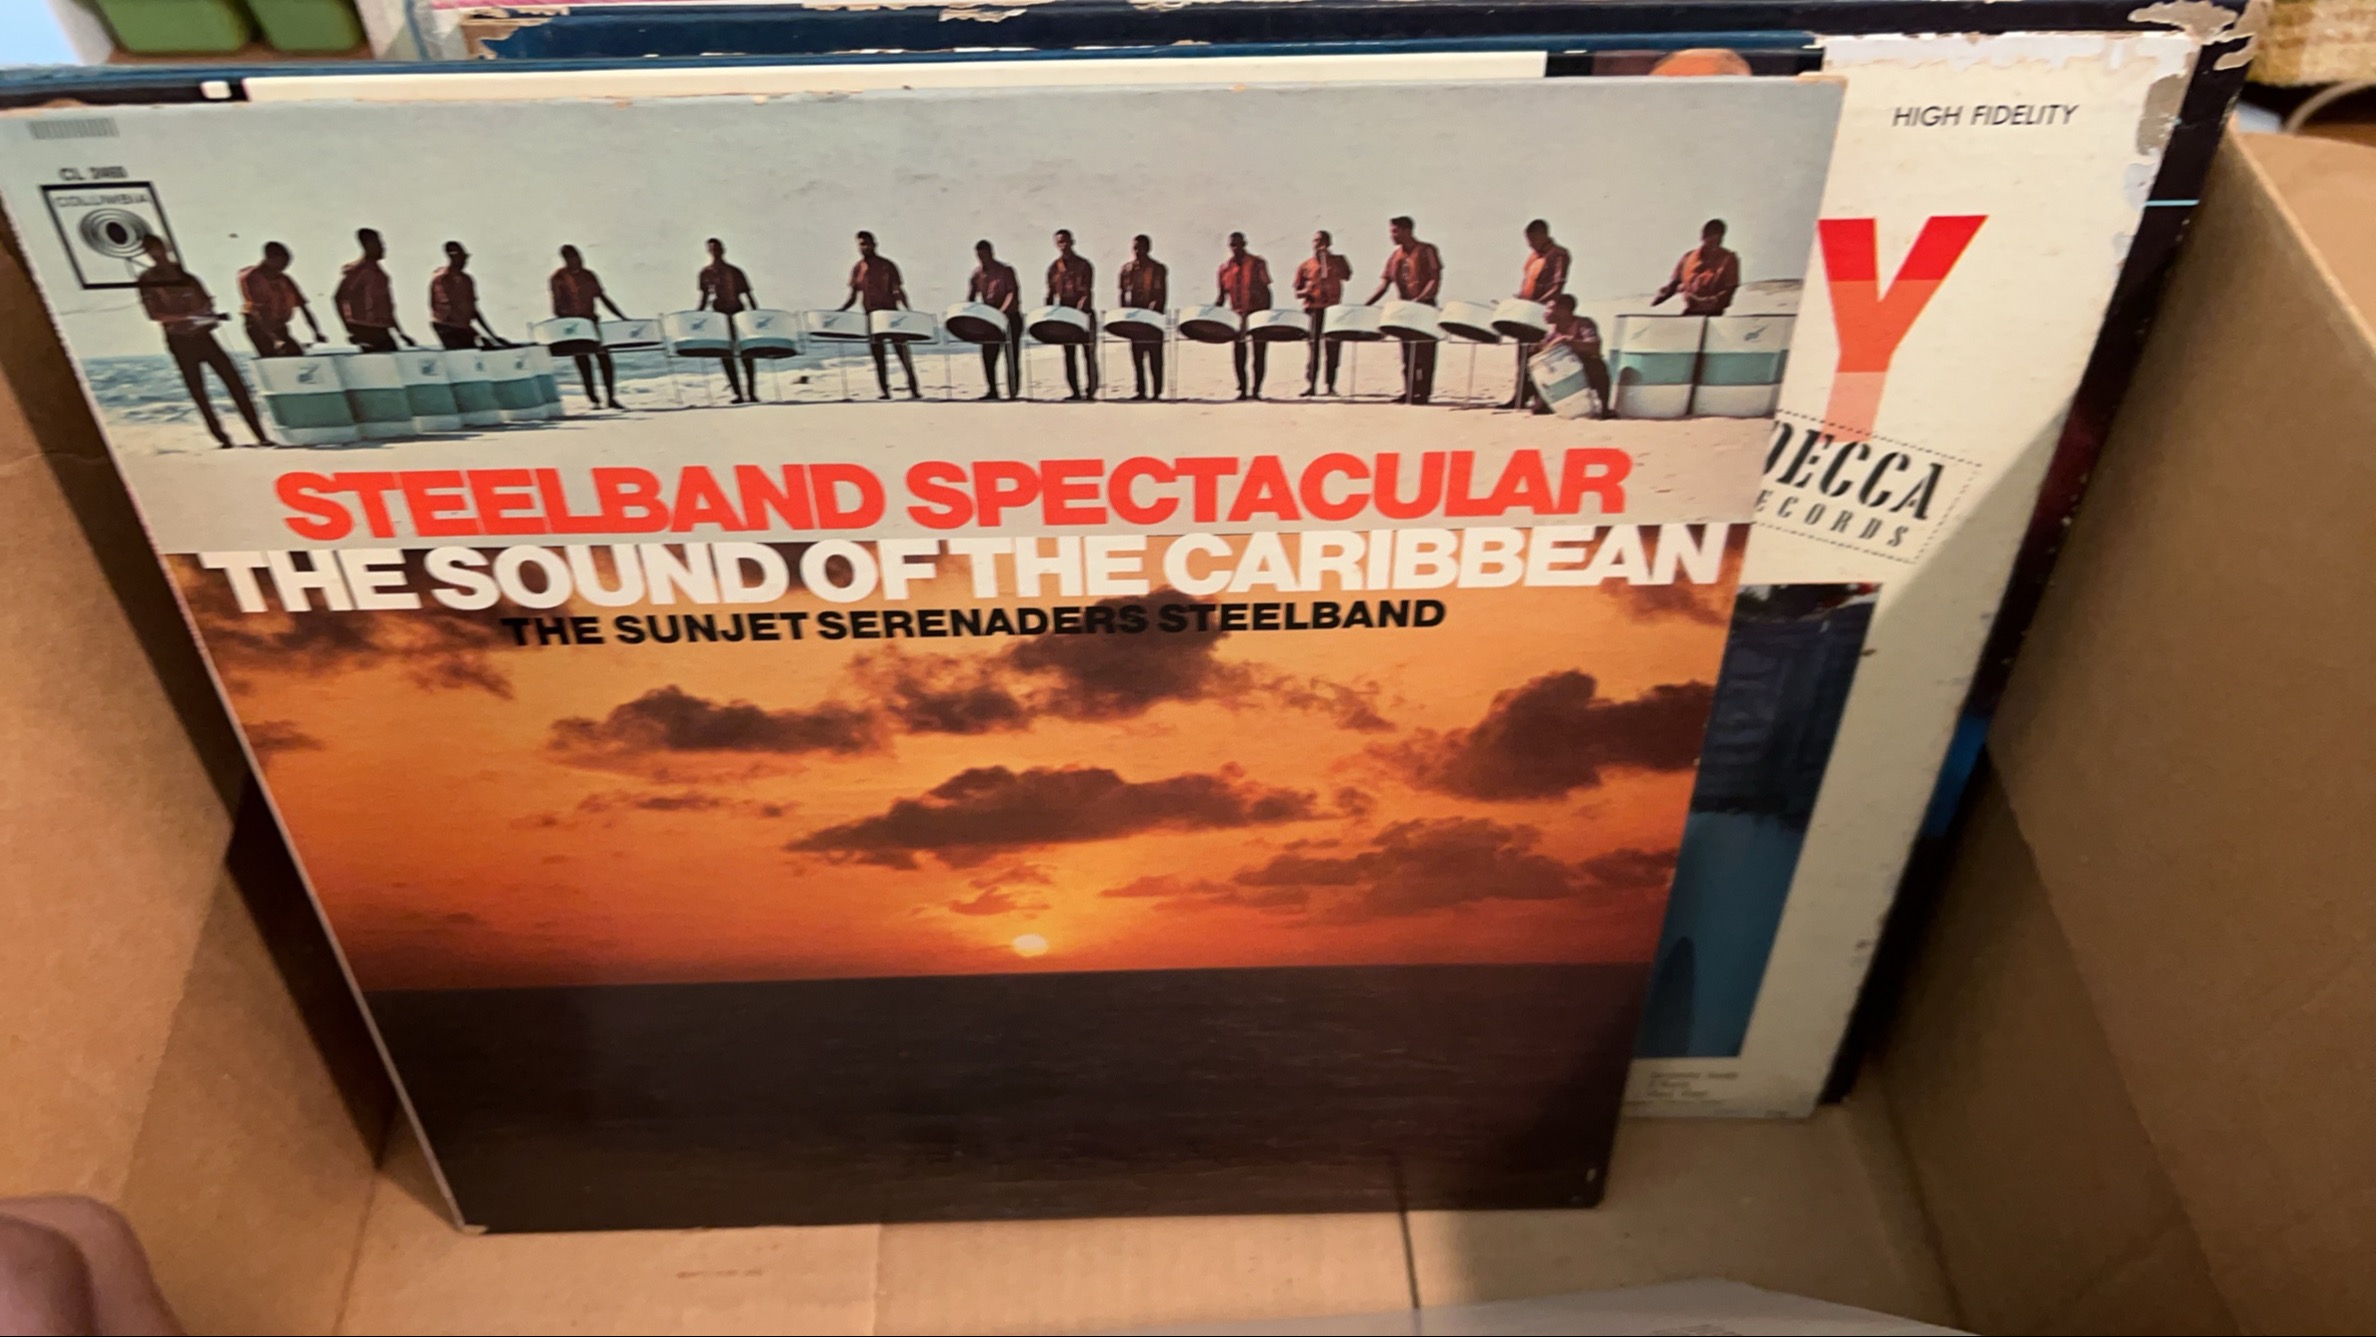 COLUMBIA
STEELBAND SPECTACULAR
THE SOUND OF THE CARIBBEAN
THE SUNJET SERENADERS STEELBAND
HIGH FIDELITY
Y
DECCA
RECORDS